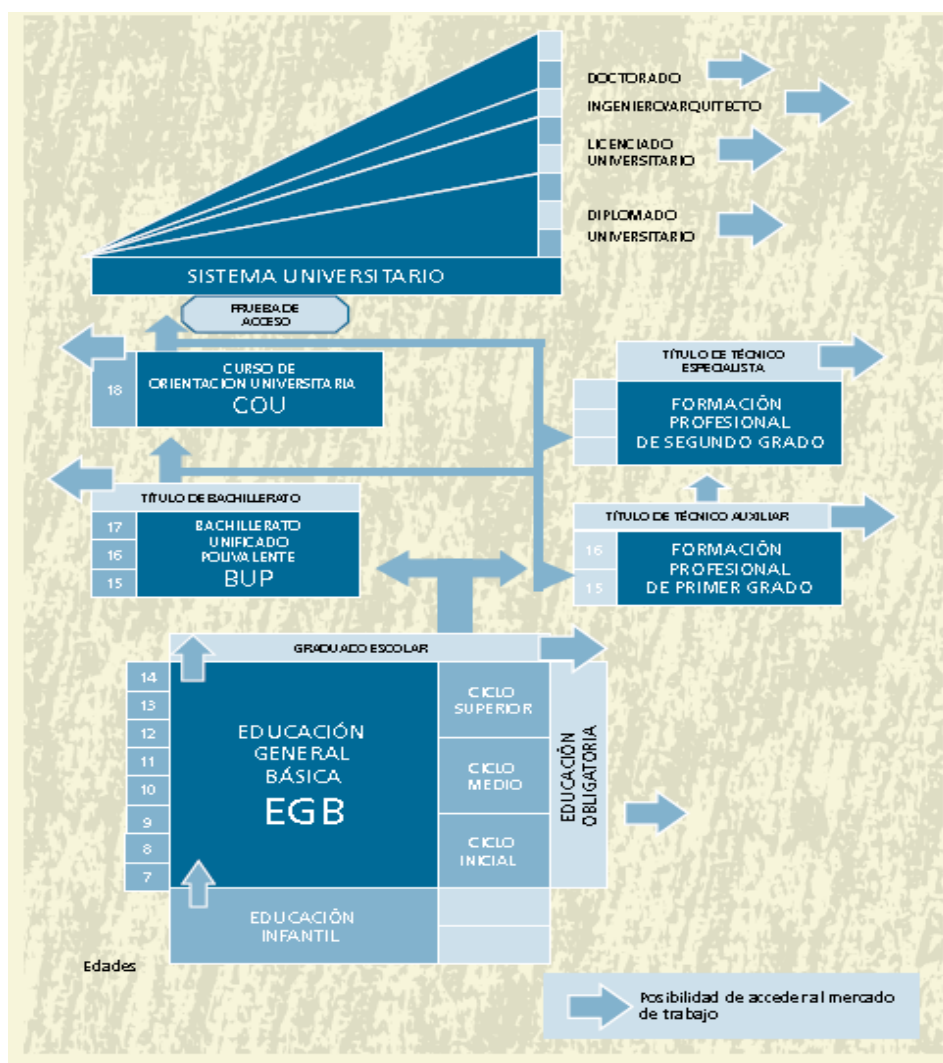 DOCTORADO
INGENIERO/ARQUITECTO
LICENCIADO
UNIVERSITARIO
DIPLOMADO
UNIVERSITARIO
SISTEMA UNIVERSITARIO
PRUEBA DE
ACCESO
18
CURSO DE
ORIENTACION UNIVERSITARIA
COU
TÍTULO DE TÉCNICO
ESPECIALISTA
FORMACIÓN
PROFESIONAL
DE SEGUNDO GRADO
TÍTULO DE BACHILLERATO
17
16
15
BACHILLERATO
UNIFICADO
POLIVALENTE
BUP
TÍTULO DE TÉCNICO AUXILIAR
16
15
FORMACIÓN
PROFESIONAL
DE PRIMER GRADO
GRADUADO ESCOLAR
14
13
12
11
10
9
8
7
EDUCACIÓN
GENERAL
BÁSICA
EGB
CICLO
SUPERIOR
CICLO
MEDIO
CICLO
INICIAL
EDUCACIÓN
OBLIGATORIA
EDUCACIÓN
INFANTIL
Edades
Posibilidad de acceder al mercado
de trabajo